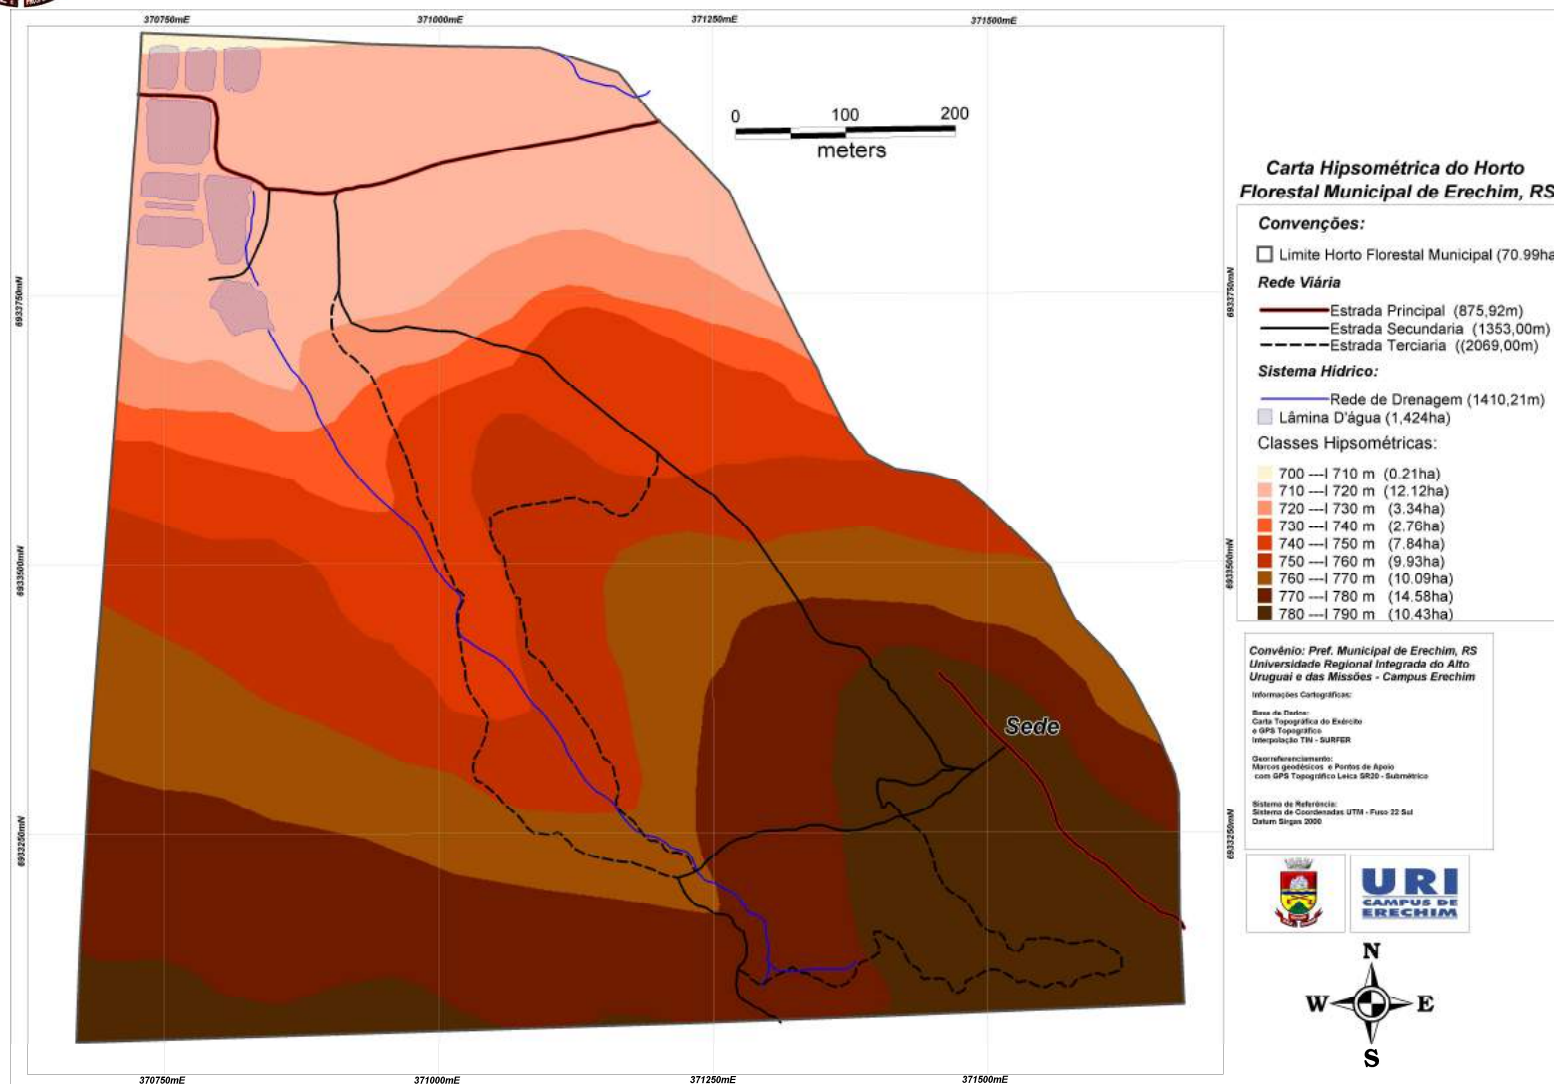 370750mE
371000mE
371250mE
371500mE
0 100 200
meters
Carta Hipsométrica do Horto
Florestal Municipal de Erechim, RS
Convenções:
Limite Horto Florestal Municipal (70.99ha
Rede Viária
Estrada Principal (875,92m)
Estrada Secundaria (1353,00m)
Estrada Terciaria ((2069,00m)
Sistema Hídrico:
Rede de Drenagem (1410,21m)
Lâmina D'água (1,424ha)
Classes Hipsométricas:
700 ---I 710 m (0.21ha)
710 ---I 720 m (12.12ha)
720 ---I 730 m (3.34ha)
730 ---I 740 m (2.76ha)
740 ---I 750 m (7.84ha)
750 ---I 760 m (9.93ha)
760 ---I 770 m (10.09ha)
770 ---I 780 m (14.58ha)
780 ---I 790 m (10.43ha)
6933750mN
6933750mN
6933500mN
6933500mN
6933250mN
6933250mN
Sede
Convênio: Pref. Municipal de Erechim, RS
Universidade Regional Integrada do Alto
Uruguai e das Missões - Campus Erechim
Informações Cartográficas:
Base de Dados:
Carta Topográfica do Exército
e GPS Topográfico
Interpolação TIN - SURFER
Georreferenciamento:
Marcos geodésicos e Pontos de Apoio
com GPS Topográfico Leica SR20 - Submétrico
Sistema de Referência:
Sistema de Coordenadas UTM - Fuso 22 Sul
Datum Sirgas 2000
URI
CAMPUS DE
ERECHIM
N
W E
S
370750mE
371000mE
371250mE
371500mE